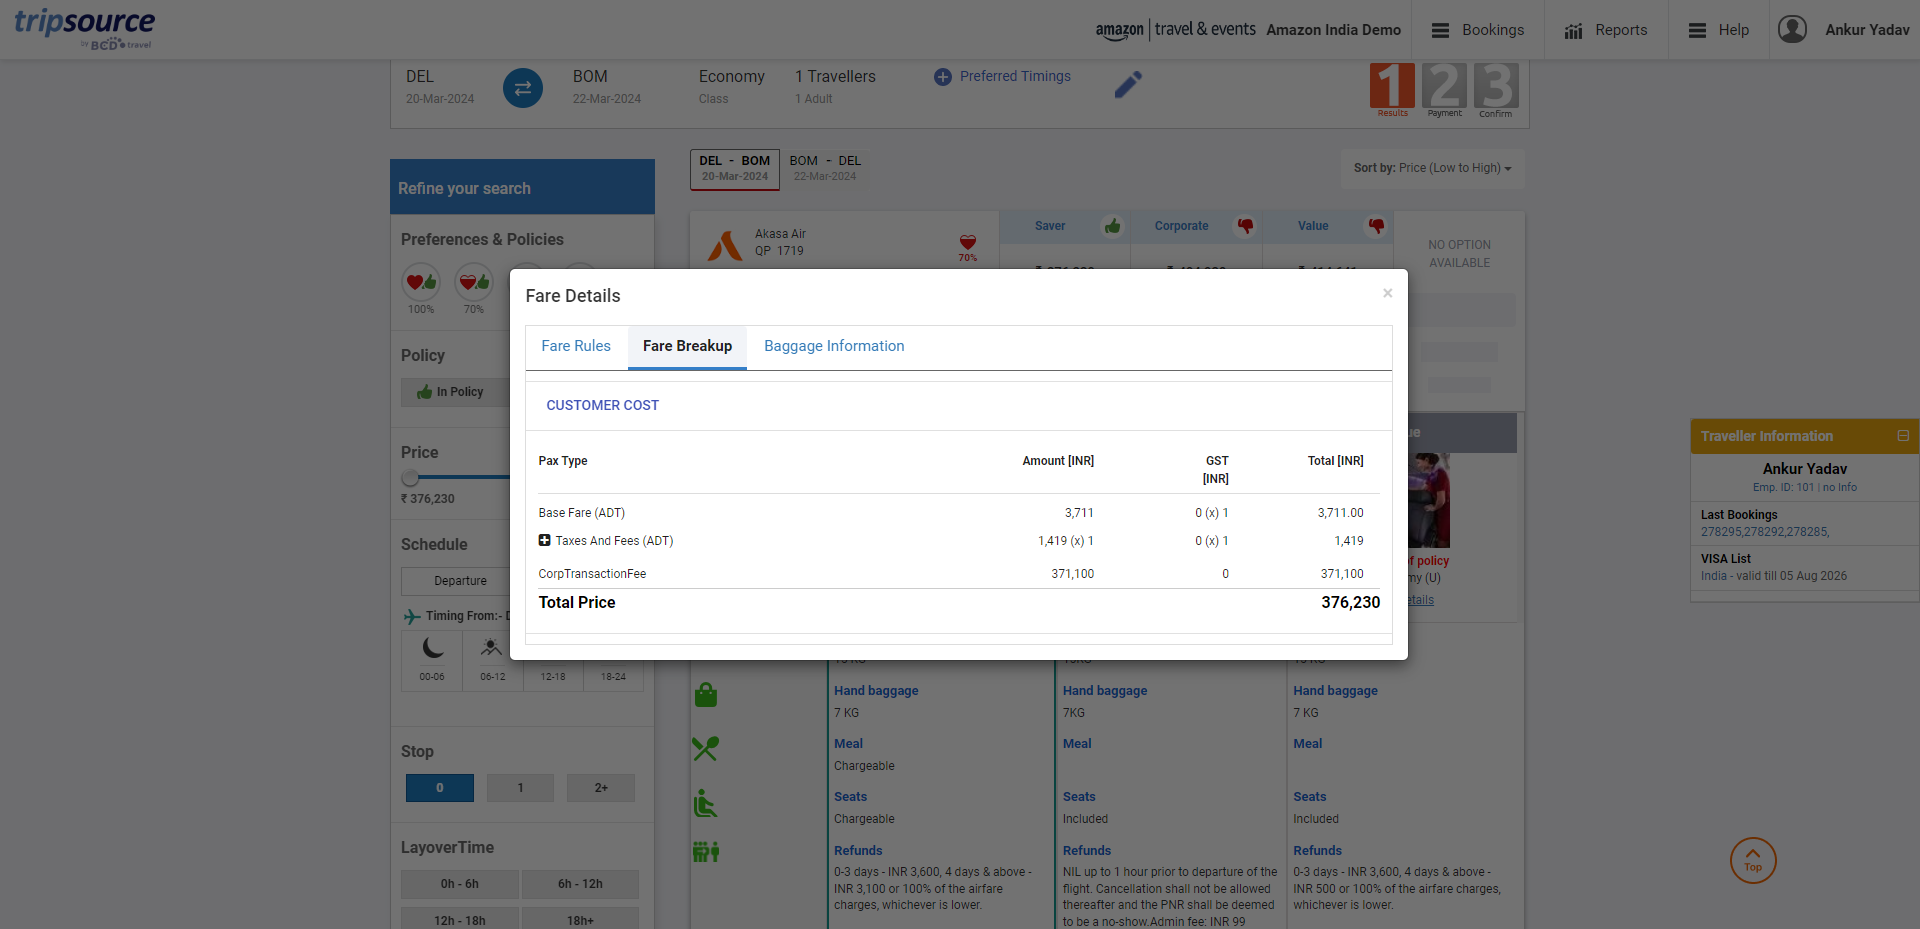 tripsource
by BCD travel
amazon travel & events Amazon India Demo
Bookings
Reports
Help
Ankur Yadav
DEL
20-Mar-2024
BOM
22-Mar-2024
Economy
Class
1 Travellers
1 Adult
Preferred Timings
1 2 3
Results Payment Confirm
DEL - BOM
20-Mar-2024
BOM - DEL
22-Mar-2024
Sort by: Price (Low to High)
Refine your search
Preferences & Policies
100% 70%
Policy
In Policy
Price
₹ 376,230
Schedule
Departure
Timing From:-
00-06 06-12 12-18 18-24
Stop
0 1 2+
LayoverTime
0h - 6h 6h - 12h
12h - 18h 18h+
Akasa Air
QP 1719
70%
Saver Corporate Value
NO OPTION
AVAILABLE
Fare Details
×
Fare Rules Fare Breakup Baggage Information
CUSTOMER COST
Pax Type Amount [INR] GST [INR] Total [INR]
Base Fare (ADT) 3,711 0 (x) 1 3,711.00
Taxes And Fees (ADT) 1,419 (x) 1 0 (x) 1 1,419
CorpTransactionFee 371,100 0 371,100
Total Price 376,230
ue
of policy
my (U)
etails
Hand baggage
7 KG
Meal
Chargeable
Seats
Chargeable
Refunds
0-3 days - INR 3,600, 4 days & above -
INR 3,100 or 100% of the airfare
charges, whichever is lower.
Hand baggage
7KG
Meal
Seats
Included
Refunds
NIL up to 1 hour prior to departure of the
flight. Cancellation shall not be allowed
thereafter and the PNR shall be deemed
to be a no-show.Admin fee: INR 99
Hand baggage
7 KG
Meal
Seats
Included
Refunds
0-3 days - INR 3,600, 4 days & above -
INR 500 or 100% of the airfare charges,
whichever is lower.
Traveller Information
Ankur Yadav
Emp. ID: 101 | no Info
Last Bookings
278295,278292,278285,
VISA List
India - valid till 05 Aug 2026
Top